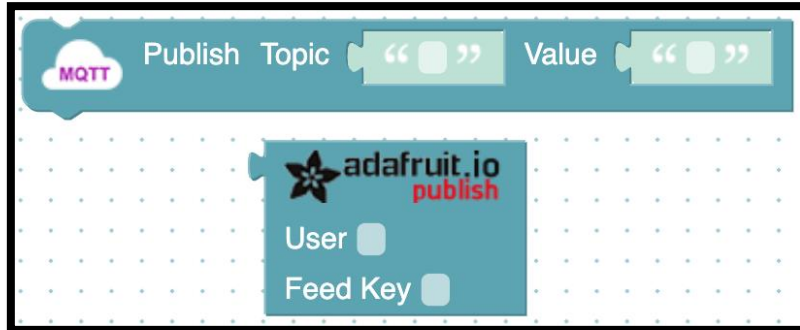 MQTT Publish Topic “ ” Value “ ”
adafruit.io
publish
User
Feed Key